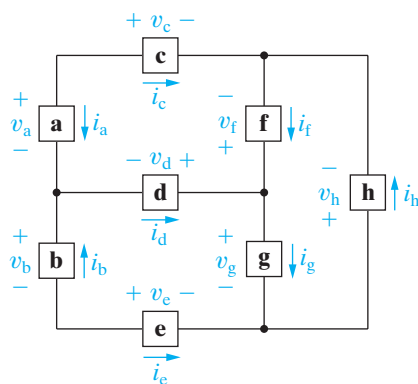 + v_c −
c
i_c
+ − 
v_a a i_a v_f f i_f
− +
− v_d + −
d v_h h i_h
i_d +
+ +
v_b b i_b v_g g i_g
− −
+ v_e −
e
i_e